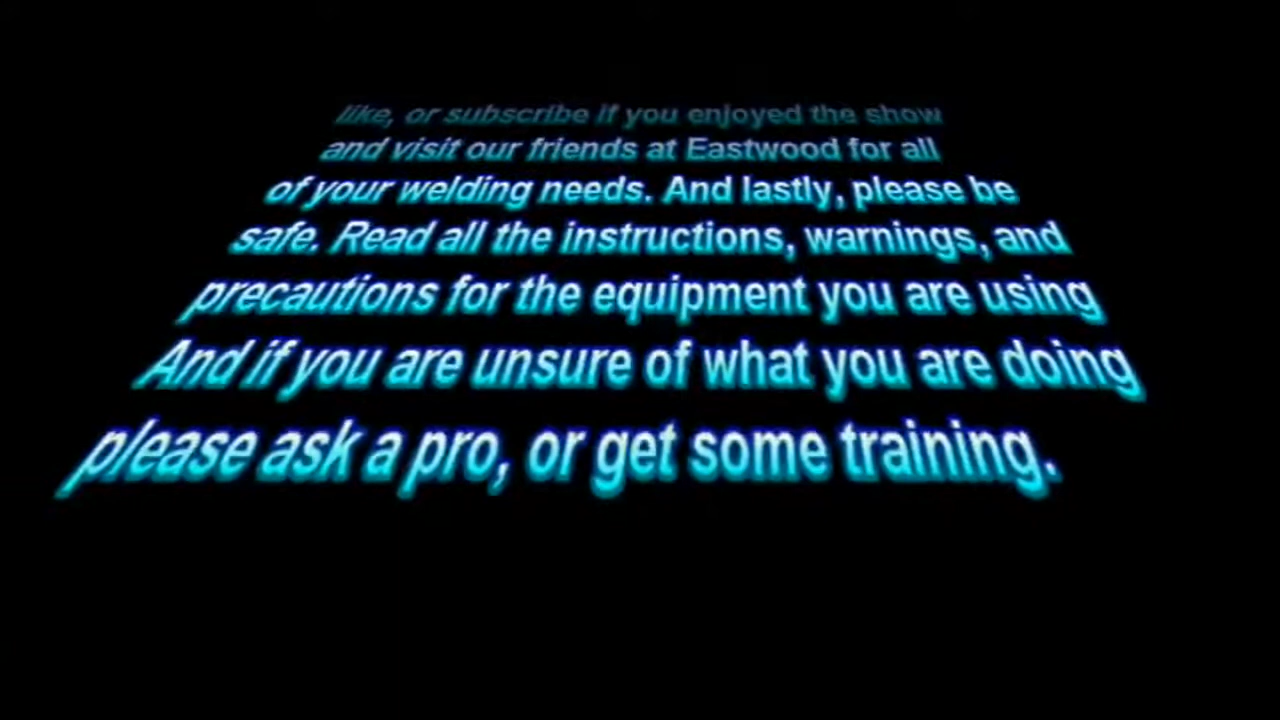 like, or subscribe if you enjoyed the show
and visit our friends at Eastwood for all
of your welding needs. And lastly, please be
safe. Read all the instructions, warnings, and
precautions for the equipment you are using
And if you are unsure of what you are doing
please ask a pro, or get some training.